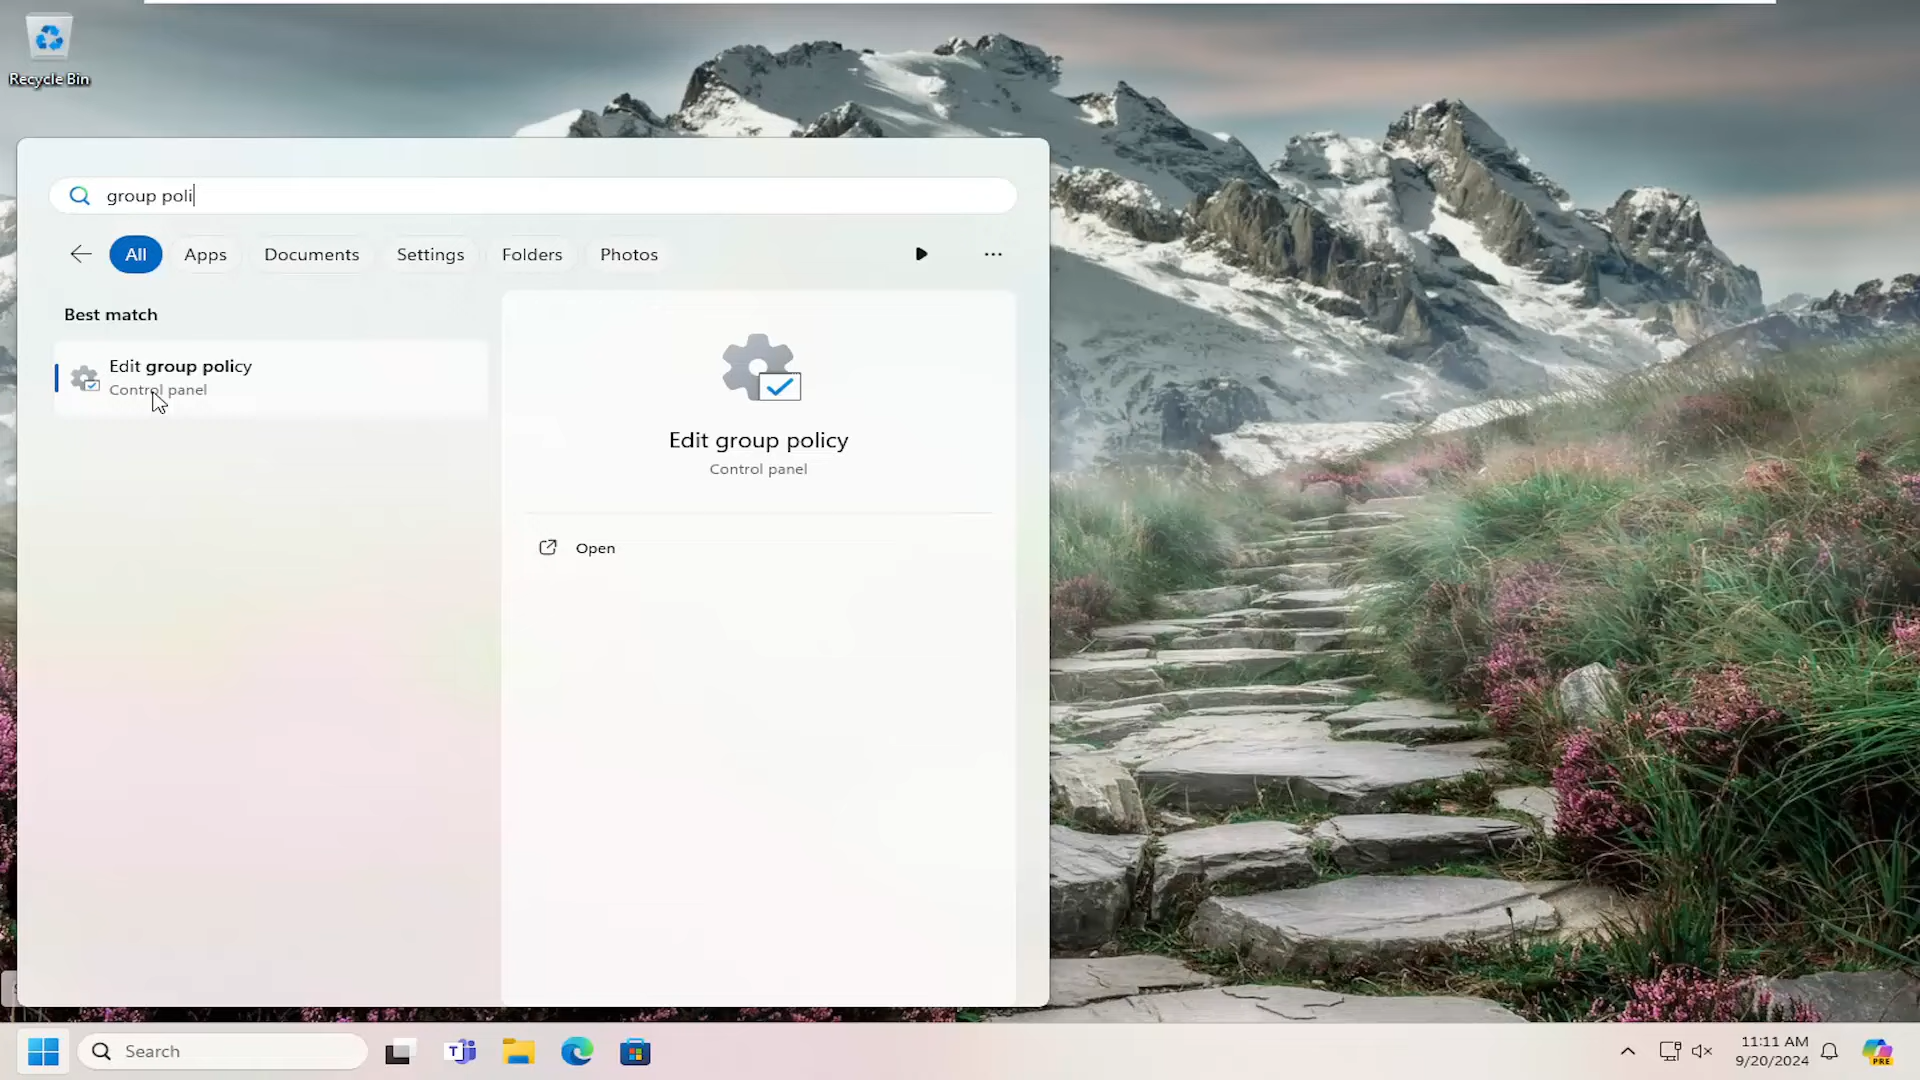 Recycle Bin
group poli
All
Apps
Documents
Settings
Folders
Photos
Best match
Edit group policy
Control panel
Edit group policy
Control panel
Open
Search
T
11:11 AM
9/20/2024
PRE